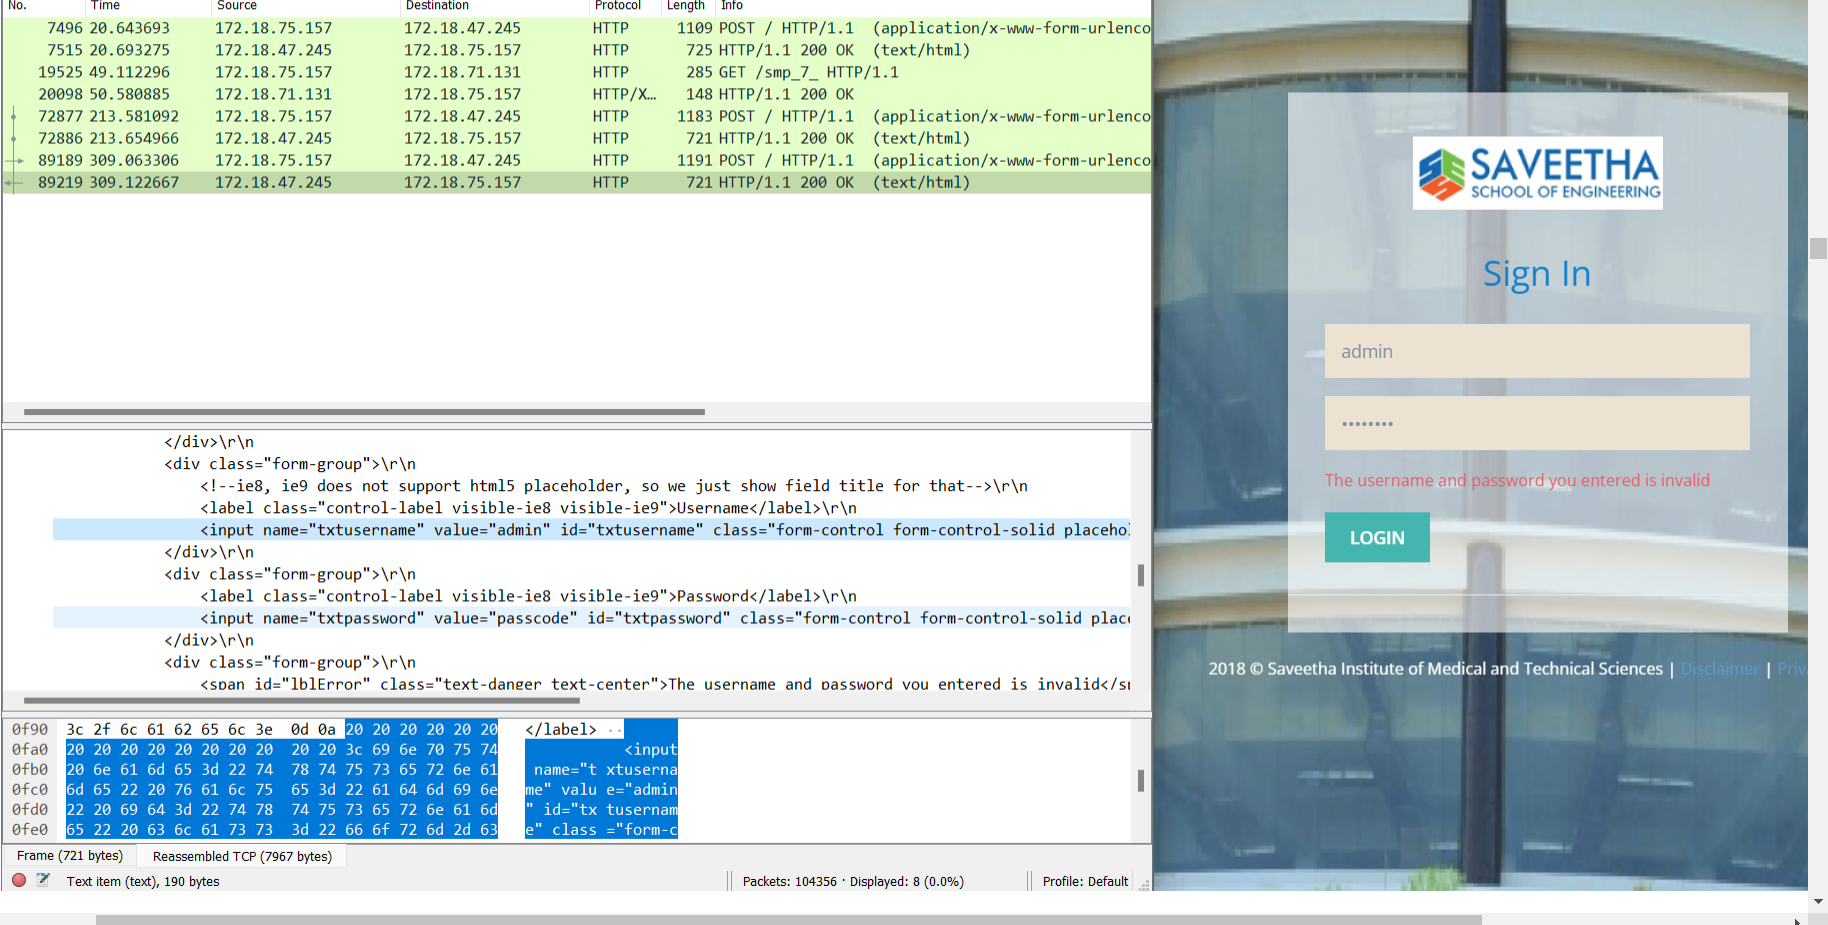 No. Time Source Destination Protocol Length Info
7496 20.643693 172.18.75.157 172.18.47.245 HTTP 1109 POST / HTTP/1.1 (application/x-www-form-urlenco
7515 20.693275 172.18.47.245 172.18.75.157 HTTP 725 HTTP/1.1 200 OK (text/html)
19525 49.112296 172.18.75.157 172.18.71.131 HTTP 285 GET /smp_7_ HTTP/1.1
20098 50.580885 172.18.71.131 172.18.75.157 HTTP/X… 148 HTTP/1.1 200 OK
72877 213.581092 172.18.75.157 172.18.47.245 HTTP 1183 POST / HTTP/1.1 (application/x-www-form-urlenco
72886 213.654966 172.18.47.245 172.18.75.157 HTTP 721 HTTP/1.1 200 OK (text/html)
89189 309.063306 172.18.75.157 172.18.47.245 HTTP 1191 POST / HTTP/1.1 (application/x-www-form-urlenco
89219 309.122667 172.18.47.245 172.18.75.157 HTTP 721 HTTP/1.1 200 OK (text/html)
</div>\r\n
<div class="form-group">\r\n
<!--ie8, ie9 does not support html5 placeholder, so we just show field title for that-->\r\n
<label class="control-label visible-ie8 visible-ie9">Username</label>\r\n
<input name="txtusername" value="admin" id="txtusername" class="form-control form-control-solid placehol
</div>\r\n
<div class="form-group">\r\n
<label class="control-label visible-ie8 visible-ie9">Password</label>\r\n
<input name="txtpassword" value="passcode" id="txtpassword" class="form-control form-control-solid place
</div>\r\n
<div class="form-group">\r\n
<span id="lblError" class="text-danger text-center">The username and password you entered is invalid</s
0f90 3c 2f 6c 61 62 65 6c 3e 0d 0a 20 20 20 20 20 20 </label> ··
0fa0 20 20 20 20 20 20 20 20 20 20 3c 69 6e 70 75 74 <input
0fb0 20 6e 61 6d 65 3d 22 74 78 74 75 73 65 72 6e 61 name="t xtuserna
0fc0 6d 65 22 20 76 61 6c 75 65 3d 22 61 64 6d 69 6e me" valu e="admin
0fd0 22 20 69 64 3d 22 74 78 74 75 73 65 72 6e 61 6d " id="tx tusernam
0fe0 65 22 20 63 6c 61 73 73 3d 22 66 6f 72 6d 2d 63 e" class ="form-c
Frame (721 bytes) Reassembled TCP (7967 bytes)
Text item (text), 190 bytes Packets: 104356 · Displayed: 8 (0.0%) Profile: Default
SAVEETHA
SCHOOL OF ENGINEERING
Sign In
admin
••••••••
The username and password you entered is invalid
LOGIN
2018 © Saveetha Institute of Medical and Technical Sciences | Disclaimer | Priva